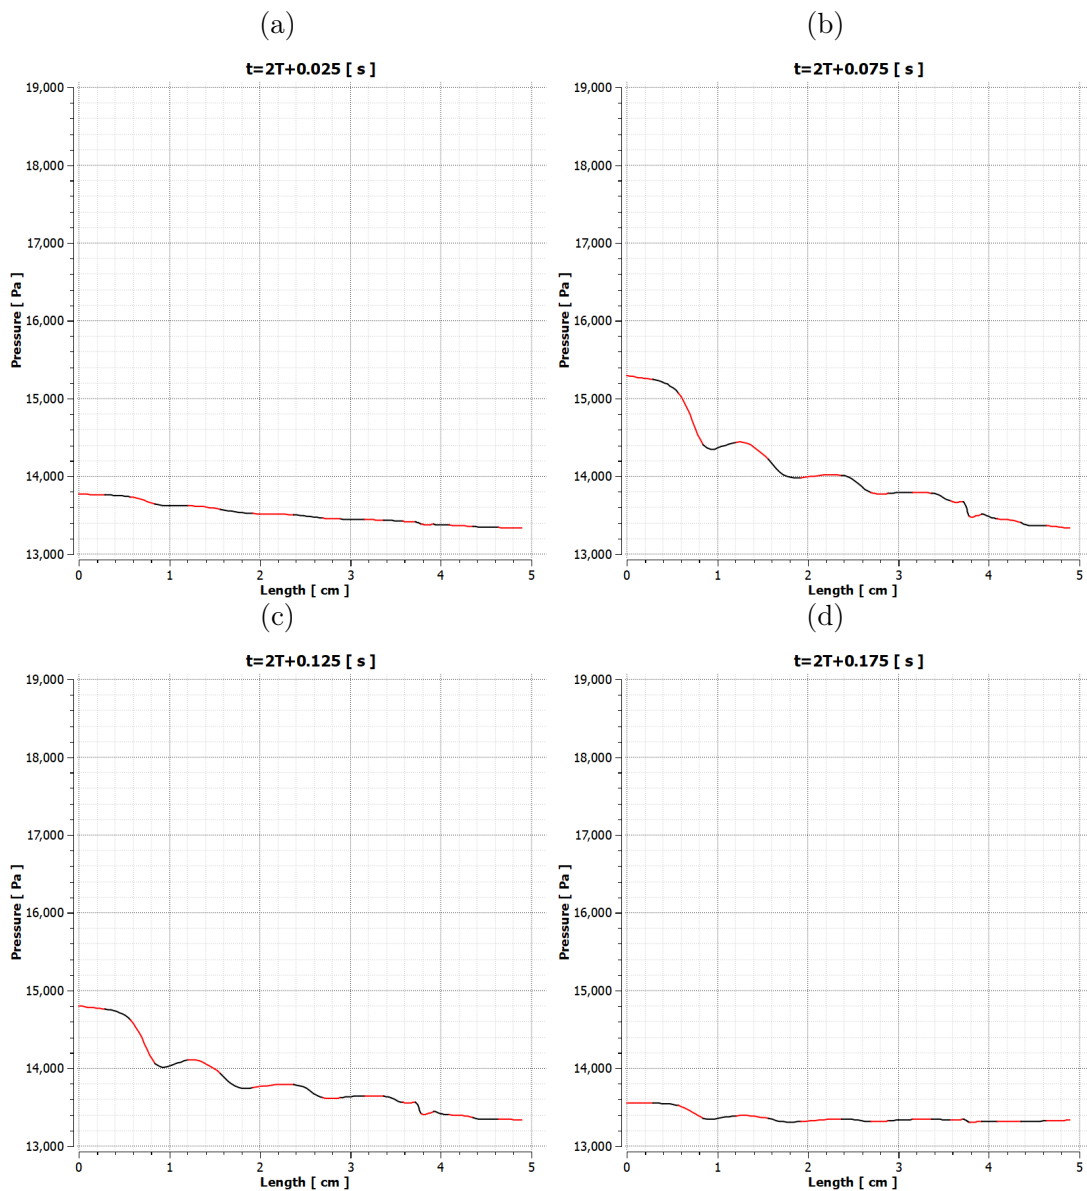 (a)
t=2T+0.025 [ s ]
19,000
18,000
17,000
16,000
15,000
14,000
13,000
Pressure [ Pa ]
0 1 2 3 4 5
Length [ cm ]
(b)
t=2T+0.075 [ s ]
19,000
18,000
17,000
16,000
15,000
14,000
13,000
Pressure [ Pa ]
0 1 2 3 4 5
Length [ cm ]
(c)
t=2T+0.125 [ s ]
19,000
18,000
17,000
16,000
15,000
14,000
13,000
Pressure [ Pa ]
0 1 2 3 4 5
Length [ cm ]
(d)
t=2T+0.175 [ s ]
19,000
18,000
17,000
16,000
15,000
14,000
13,000
Pressure [ Pa ]
0 1 2 3 4 5
Length [ cm ]